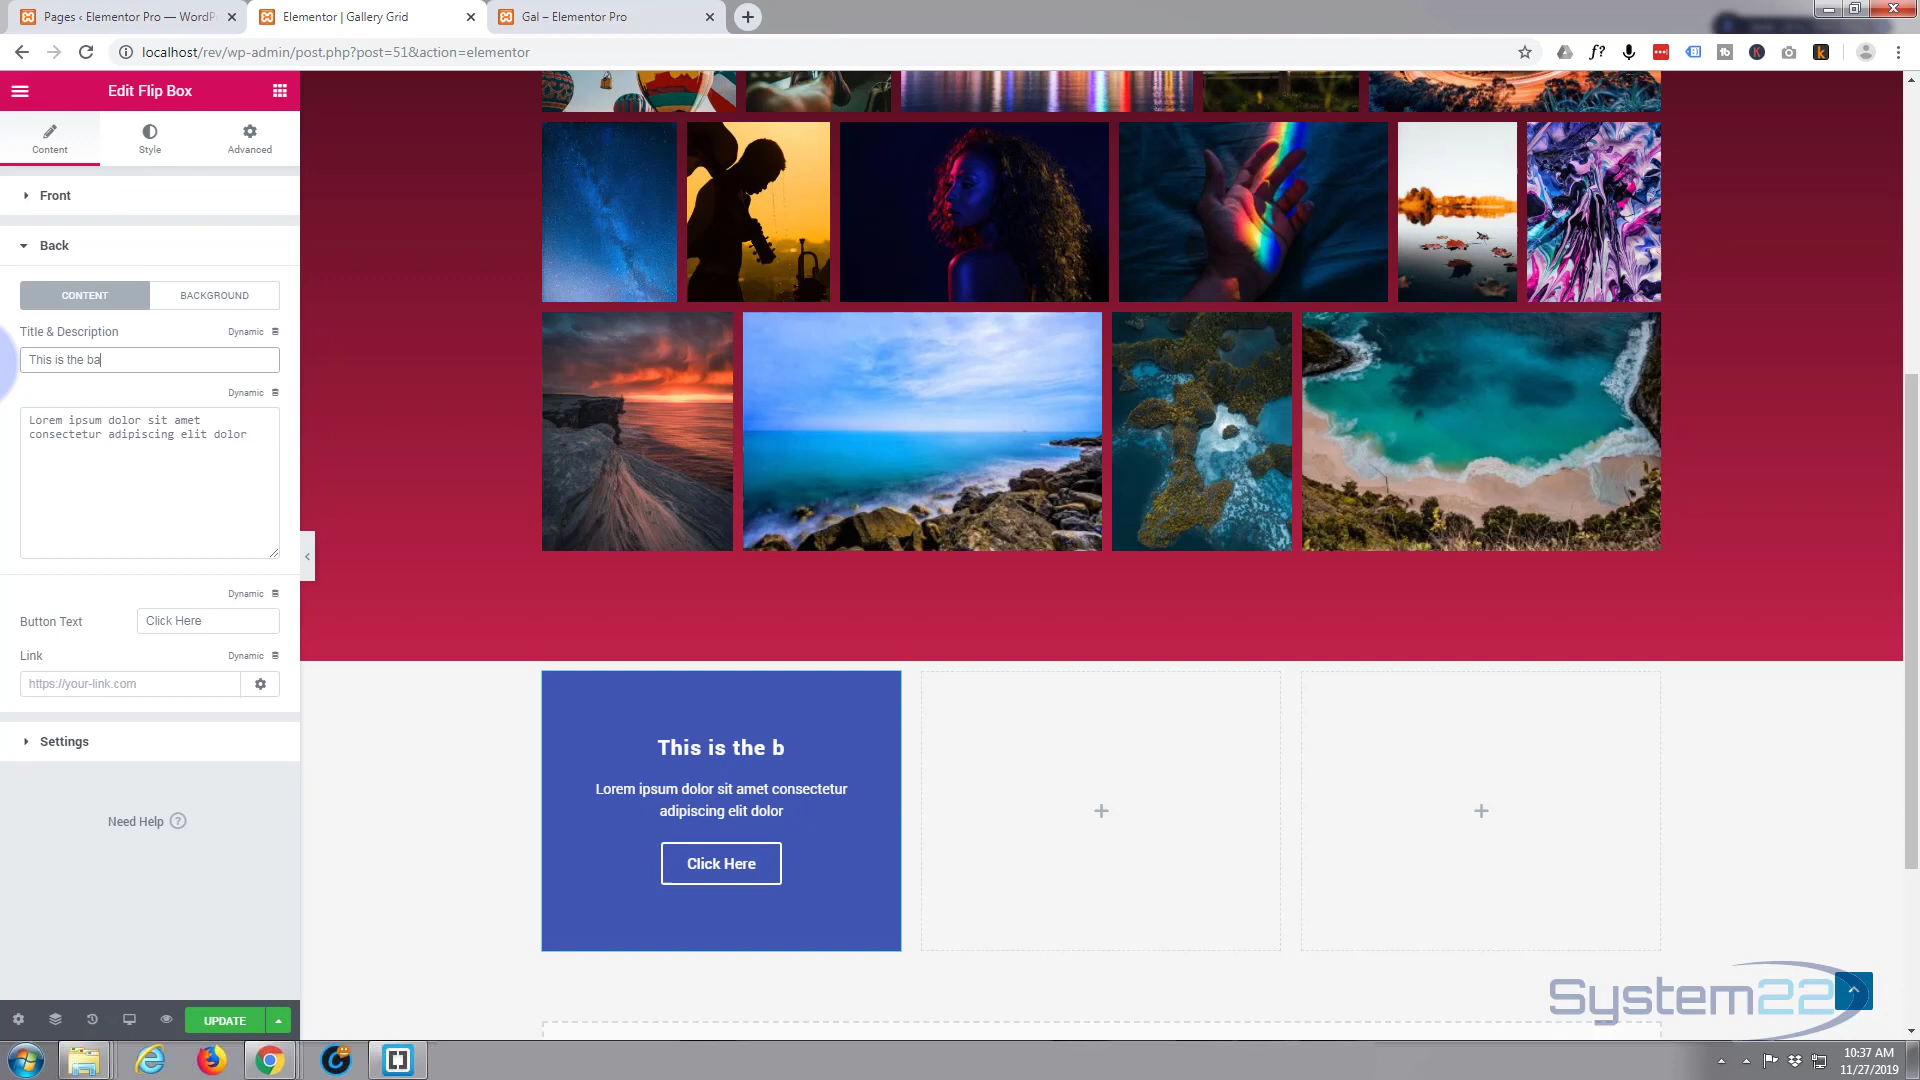 Pages ‹ Elementor Pro — WordP
Elementor | Gallery Grid
Gal – Elementor Pro
localhost/rev/wp-admin/post.php?post=51&action=elementor
Edit Flip Box
Content
Style
Advanced
Front
Back
CONTENT
BACKGROUND
Title & Description
Dynamic
This is the ba
Dynamic
Lorem ipsum dolor sit amet
consectetur adipiscing elit dolor
Dynamic
Button Text
Click Here
Link
Dynamic
https://your-link.com
Settings
Need Help ?
UPDATE
This is the b
Lorem ipsum dolor sit amet consectetur
adipiscing elit dolor
Click Here
System22
10:37 AM
11/27/2019